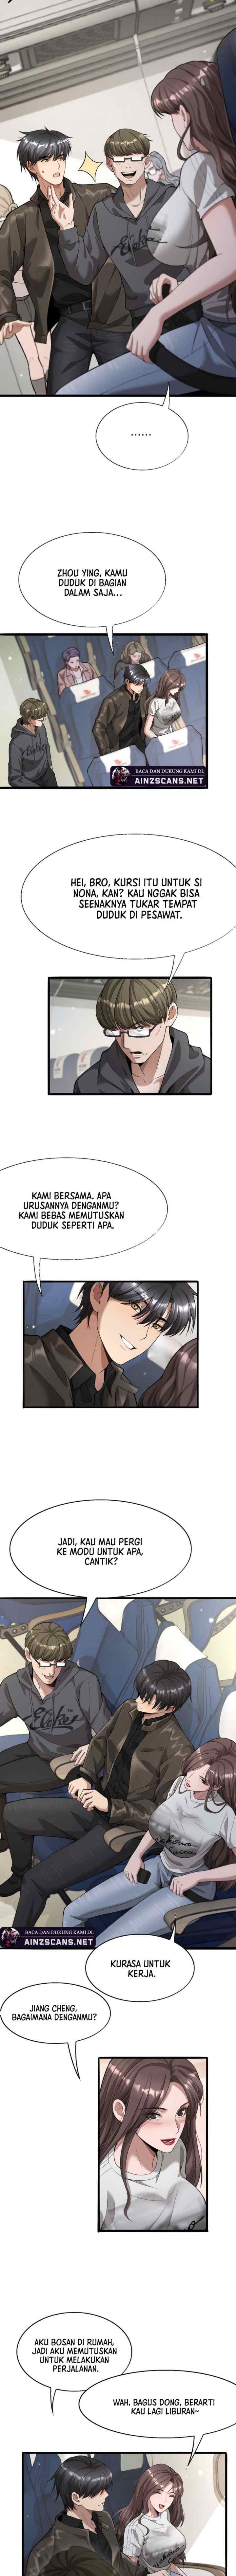 ......
ZHOU YING, KAMU
DUDUK DI BAGIAN
DALAM SAJA...
BACA DAN DUKUNG KAMI DI:
AINZSCANS.NET
HEI, BRO, KURSI ITU UNTUK SI
NONA, KAN? KAU NGGAK BISA
SEENAKNYA TUKAR TEMPAT
DUDUK DI PESAWAT.
KAMI BERSAMA. APA
URUSANNYA DENGANMU?
KAMI BEBAS MEMUTUSKAN
DUDUK SEPERTI APA.
JADI, KAU MAU PERGI
KE MODU UNTUK APA,
CANTIK?
BACA DAN DUKUNG KAMI DI:
AINZSCANS.NET
KURASA UNTUK
KERJA.
JIANG CHENG,
BAGAIMANA DENGANMU?
AKU BOSAN DI RUMAH,
JADI AKU MEMUTUSKAN
UNTUK MELAKUKAN
PERJALANAN.
WAH, BAGUS DONG, BERARTI
KAU LAGI LIBURAN~